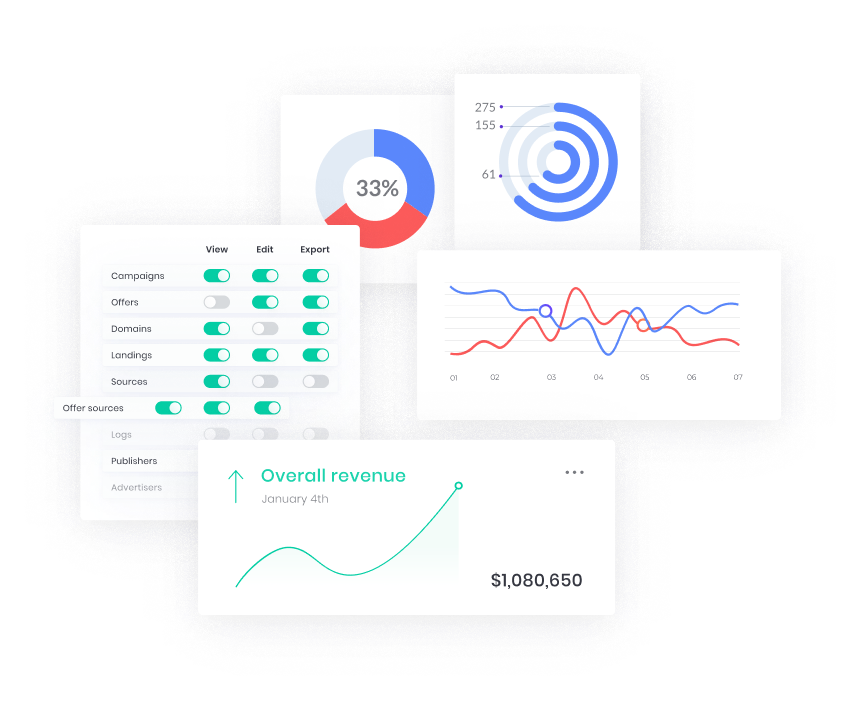 275
155
61
33%
View Edit Export
Campaigns
Offers
Domains
Landings
Sources
Offer sources
Logs
Publishers
Advertisers
01 02 03 04 05 06 07
Overall revenue
January 4th
$1,080,650